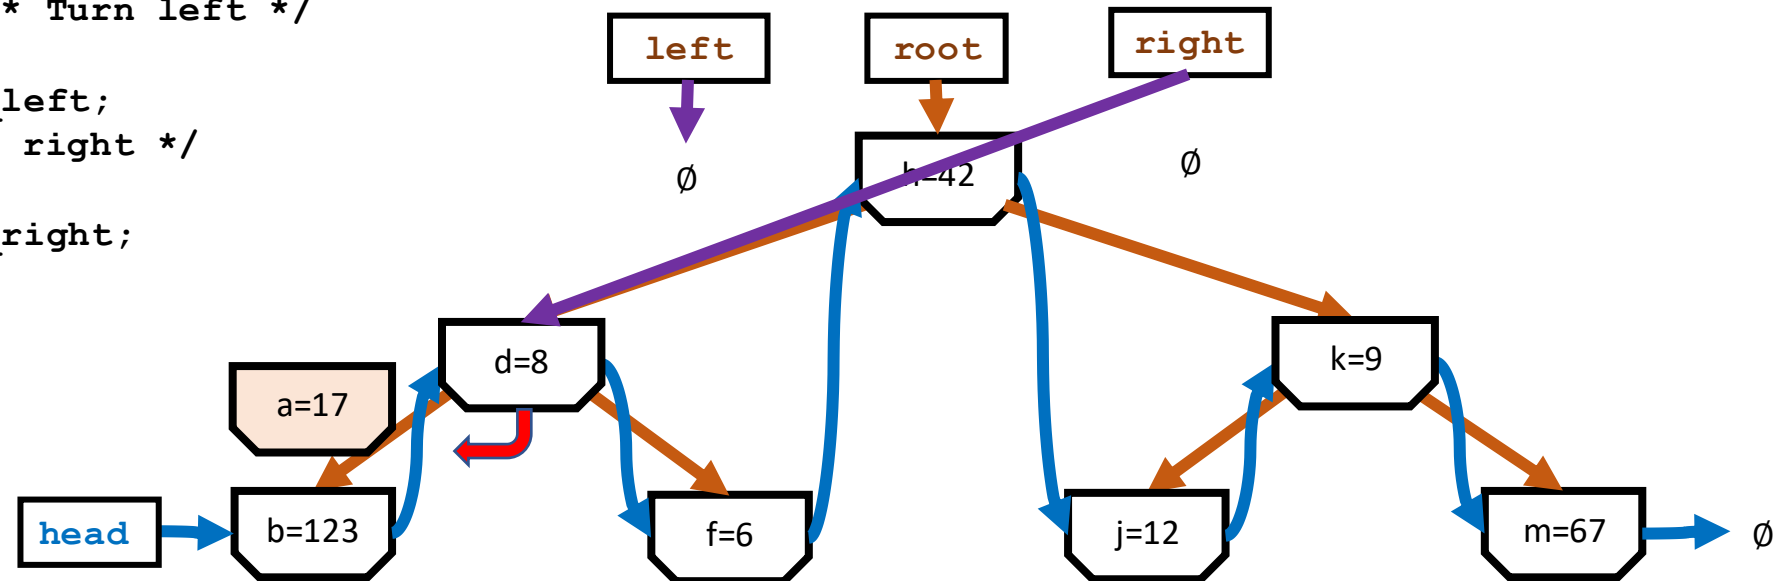 * Turn left */
left;
right */
right;
left
root
right
Ø
h=42
Ø
d=8
k=9
a=17
head
b=123
f=6
j=12
m=67
Ø